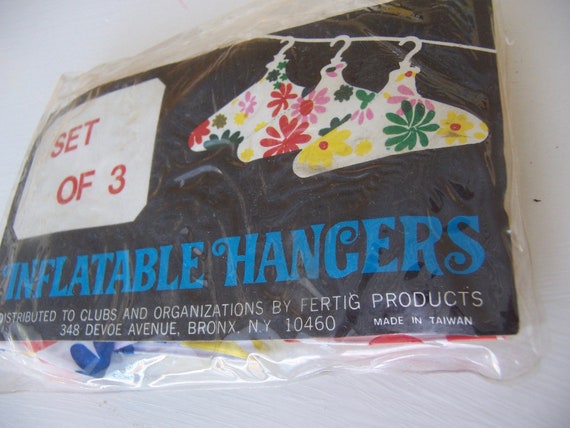 SET
OF 3
INFLATABLE HANGERS
DISTRIBUTED TO CLUBS AND ORGANIZATIONS BY FERTIG PRODUCTS
348 DEVOE AVENUE, BRONX, N.Y 10460 MADE IN TAIWAN